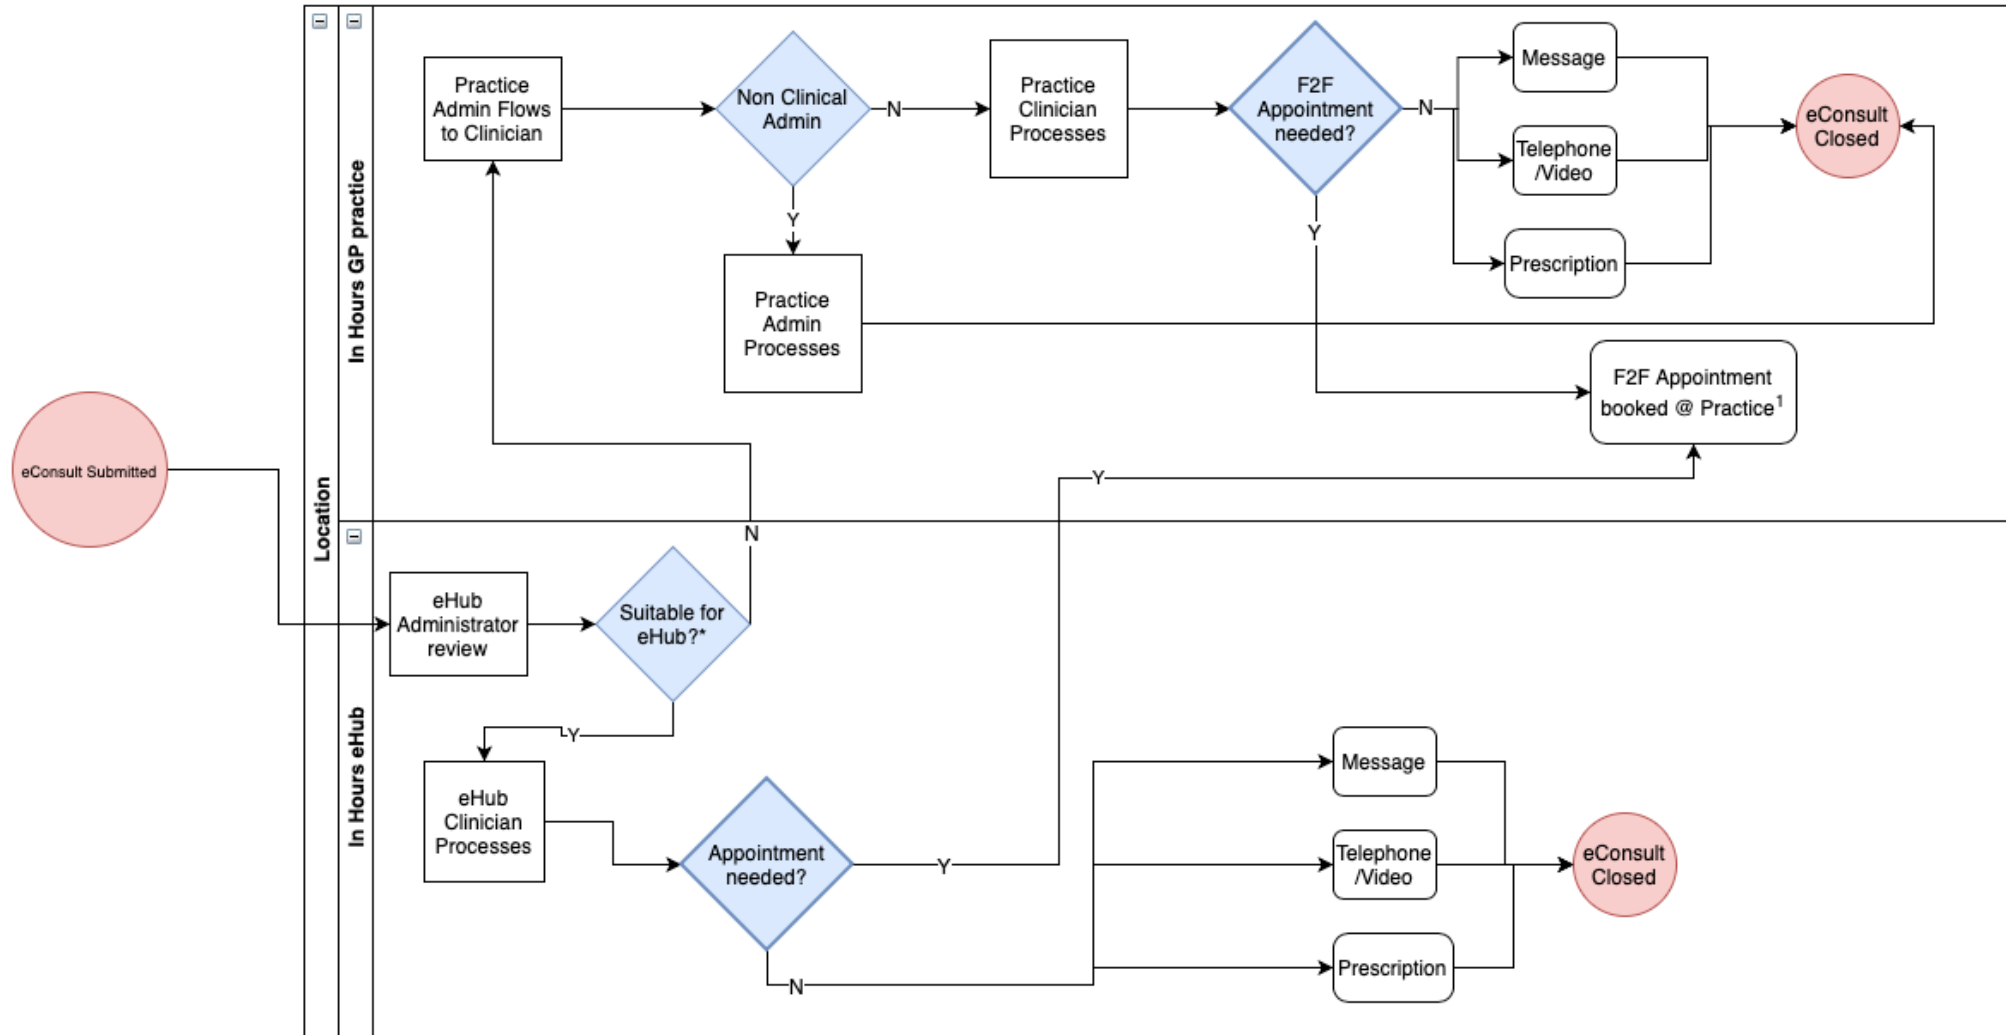 eConsult Submitted
Location
In Hours GP practice
Practice
Admin Flows
to Clinician
Non Clinical
Admin
N
Y
Practice
Admin
Processes
Practice
Clinician
Processes
F2F
Appointment
needed?
N
Y
Message
Telephone
/Video
Prescription
eConsult
Closed
F2F Appointment
booked @ Practice¹
In Hours eHub
eHub
Administrator
review
Suitable for
eHub?*
N
Y
eHub
Clinician
Processes
Appointment
needed?
Y
Y
N
Message
Telephone
/Video
Prescription
eConsult
Closed